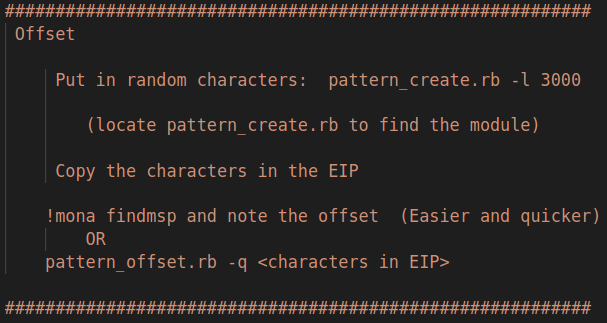 ##########################################################
Offset
Put in random characters:  pattern_create.rb -l 3000
(locate pattern_create.rb to find the module)
Copy the characters in the EIP
!mona findmsp and note the offset  (Easier and quicker)
OR
pattern_offset.rb -q <characters in EIP>
##########################################################